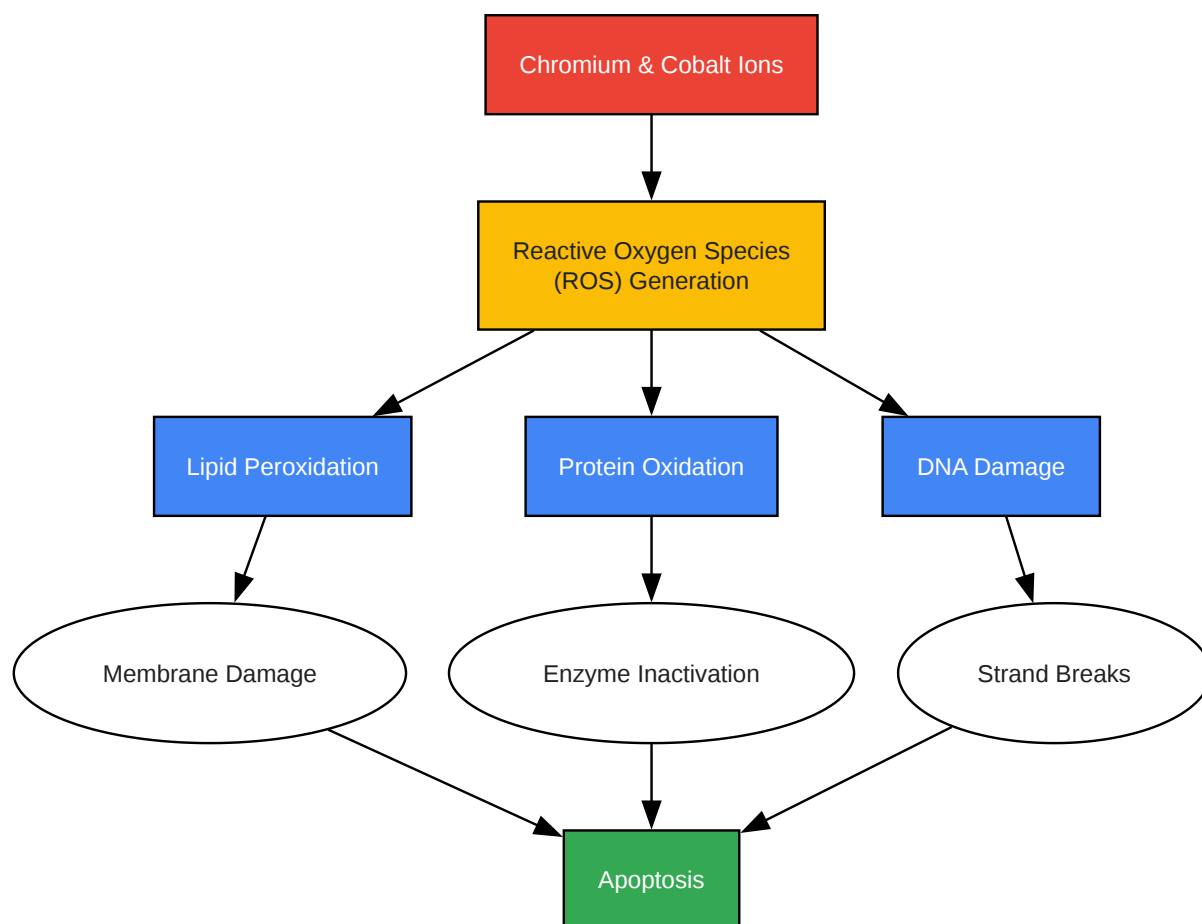 Chromium & Cobalt Ions
Reactive Oxygen Species
(ROS) Generation
Lipid Peroxidation
Protein Oxidation
DNA Damage
Membrane Damage
Enzyme Inactivation
Strand Breaks
Apoptosis